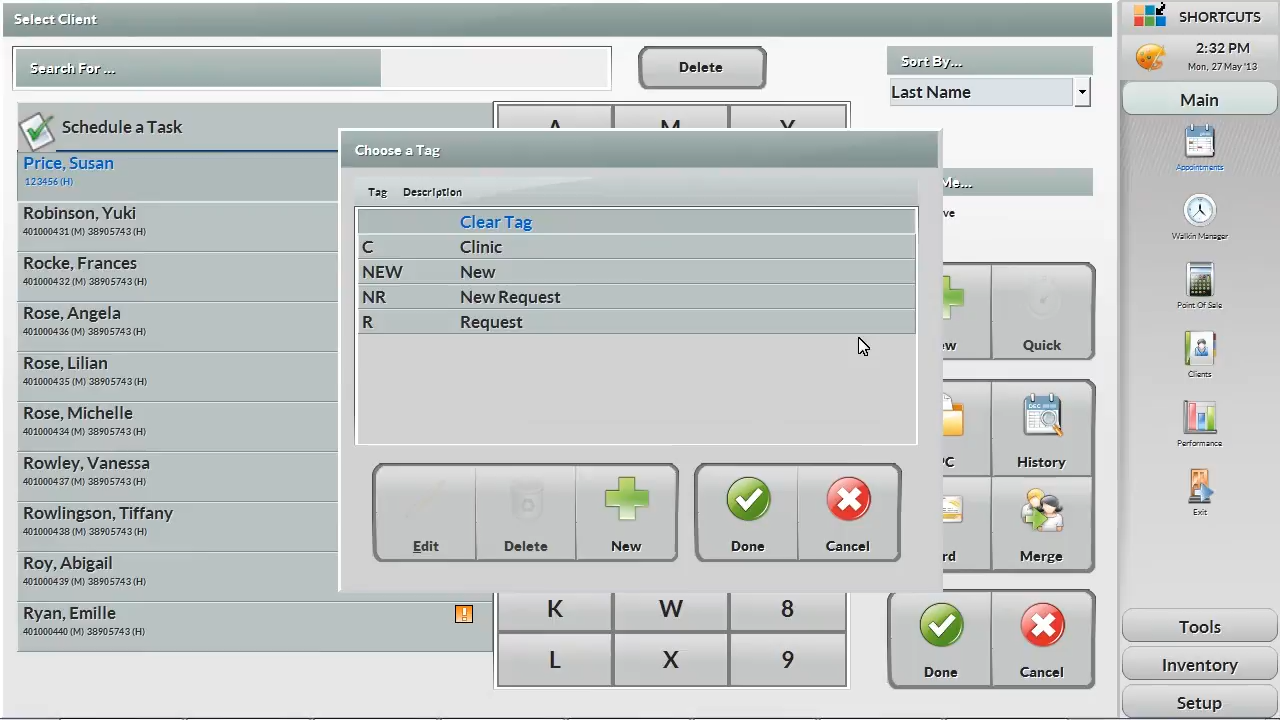 Select Client
Search For ...
Delete
Sort By...
Last Name
Schedule a Task
A M Y
Price, Susan
123456 (H)
Robinson, Yuki
401000431 (M) 38905743 (H)
Rocke, Frances
401000432 (M) 38905743 (H)
Rose, Angela
401000436 (M) 38905743 (H)
Rose, Lilian
401000435 (M) 38905743 (H)
Rose, Michelle
401000434 (M) 38905743 (H)
Rowley, Vanessa
401000437 (M) 38905743 (H)
Rowlingson, Tiffany
401000438 (M) 38905743 (H)
Roy, Abigail
401000439 (M) 38905743 (H)
Ryan, Emille
401000440 (M) 38905743 (H)
Choose a Tag
Tag Description
Clear Tag
C Clinic
NEW New
NR New Request
R Request
Edit Delete New Done Cancel
K W 8
L X 9
Me...
ve
ew Quick
PC History
rd Merge
Done Cancel
SHORTCUTS
2:32 PM
Mon, 27 May '13
Main
Appointments
Walkin Manager
Point Of Sale
Clients
Performance
Exit
Tools
Inventory
Setup